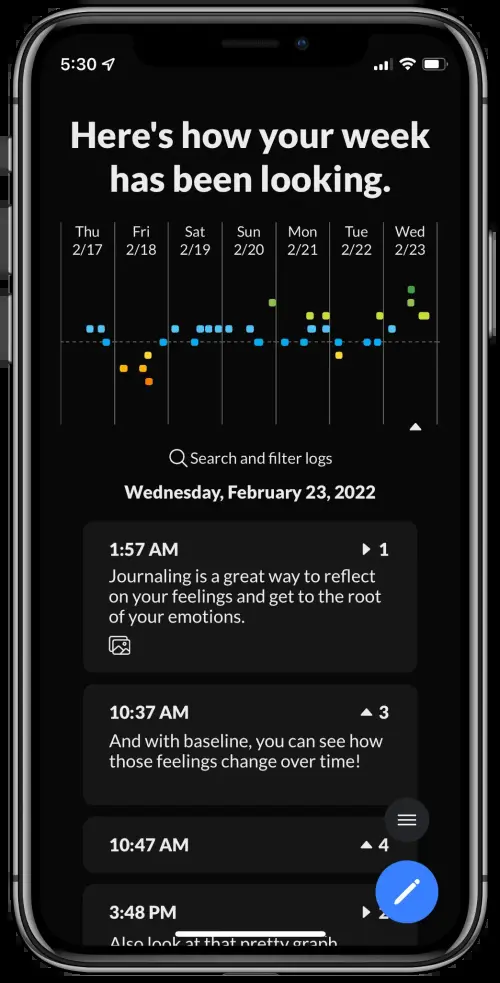 5:30
Here's how your week
has been looking.
Thu Fri Sat Sun Mon Tue Wed
2/17 2/18 2/19 2/20 2/21 2/22 2/23
Search and filter logs
Wednesday, February 23, 2022
1:57 AM 1
Journaling is a great way to reflect
on your feelings and get to the root
of your emotions.
10:37 AM 3
And with baseline, you can see how
those feelings change over time!
10:47 AM 4
3:48 PM
Also look at that pretty graph